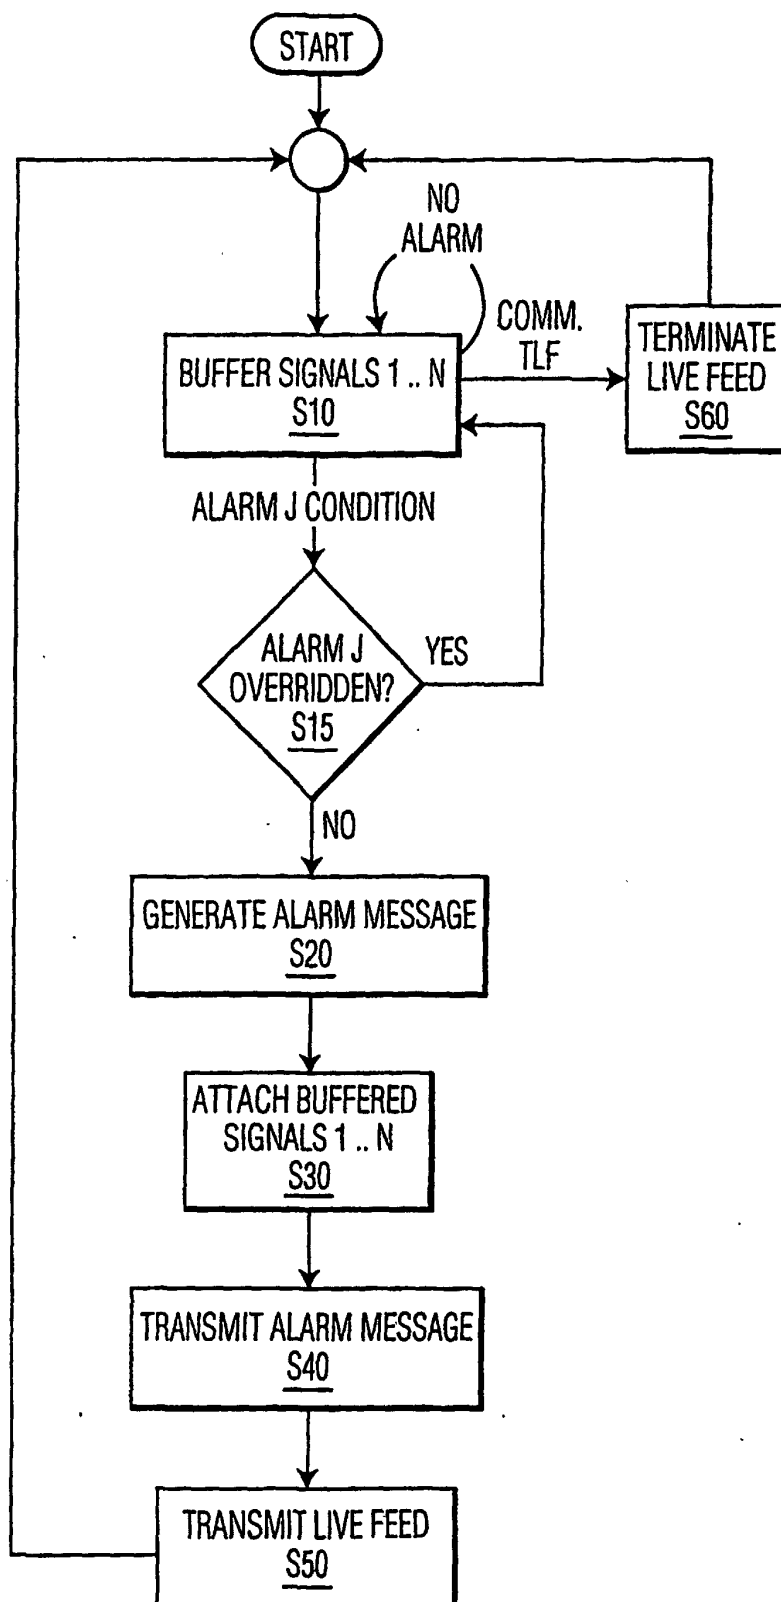 START
NO
ALARM
COMM.
TLF
TERMINATE
LIVE FEED
S60
BUFFER SIGNALS 1 .. N
S10
ALARM J CONDITION
ALARM J
OVERRIDDEN?
S15
YES
NO
GENERATE ALARM MESSAGE
S20
ATTACH BUFFERED
SIGNALS 1 .. N
S30
TRANSMIT ALARM MESSAGE
S40
TRANSMIT LIVE FEED
S50